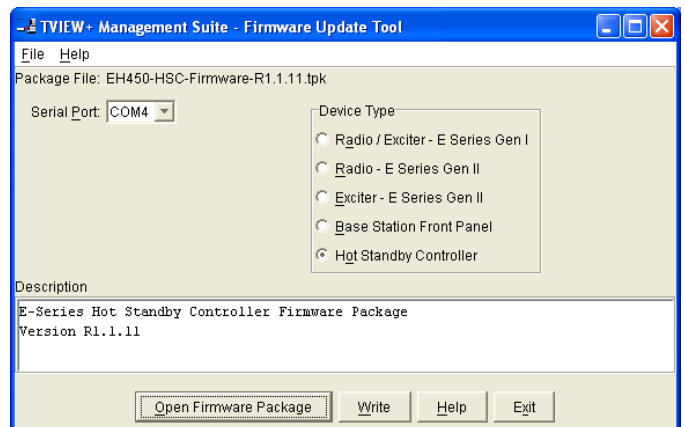 TVIEW+ Management Suite - Firmware Update Tool
File Help
Package File: EH450-HSC-Firmware-R1.1.11.tpk
Serial Port: COM4
Device Type
Radio / Exciter - E Series Gen I
Radio - E Series Gen II
Exciter - E Series Gen II
Base Station Front Panel
Hot Standby Controller
Description
E-Series Hot Standby Controller Firmware Package
Version R1.1.11
Open Firmware Package Write Help Exit